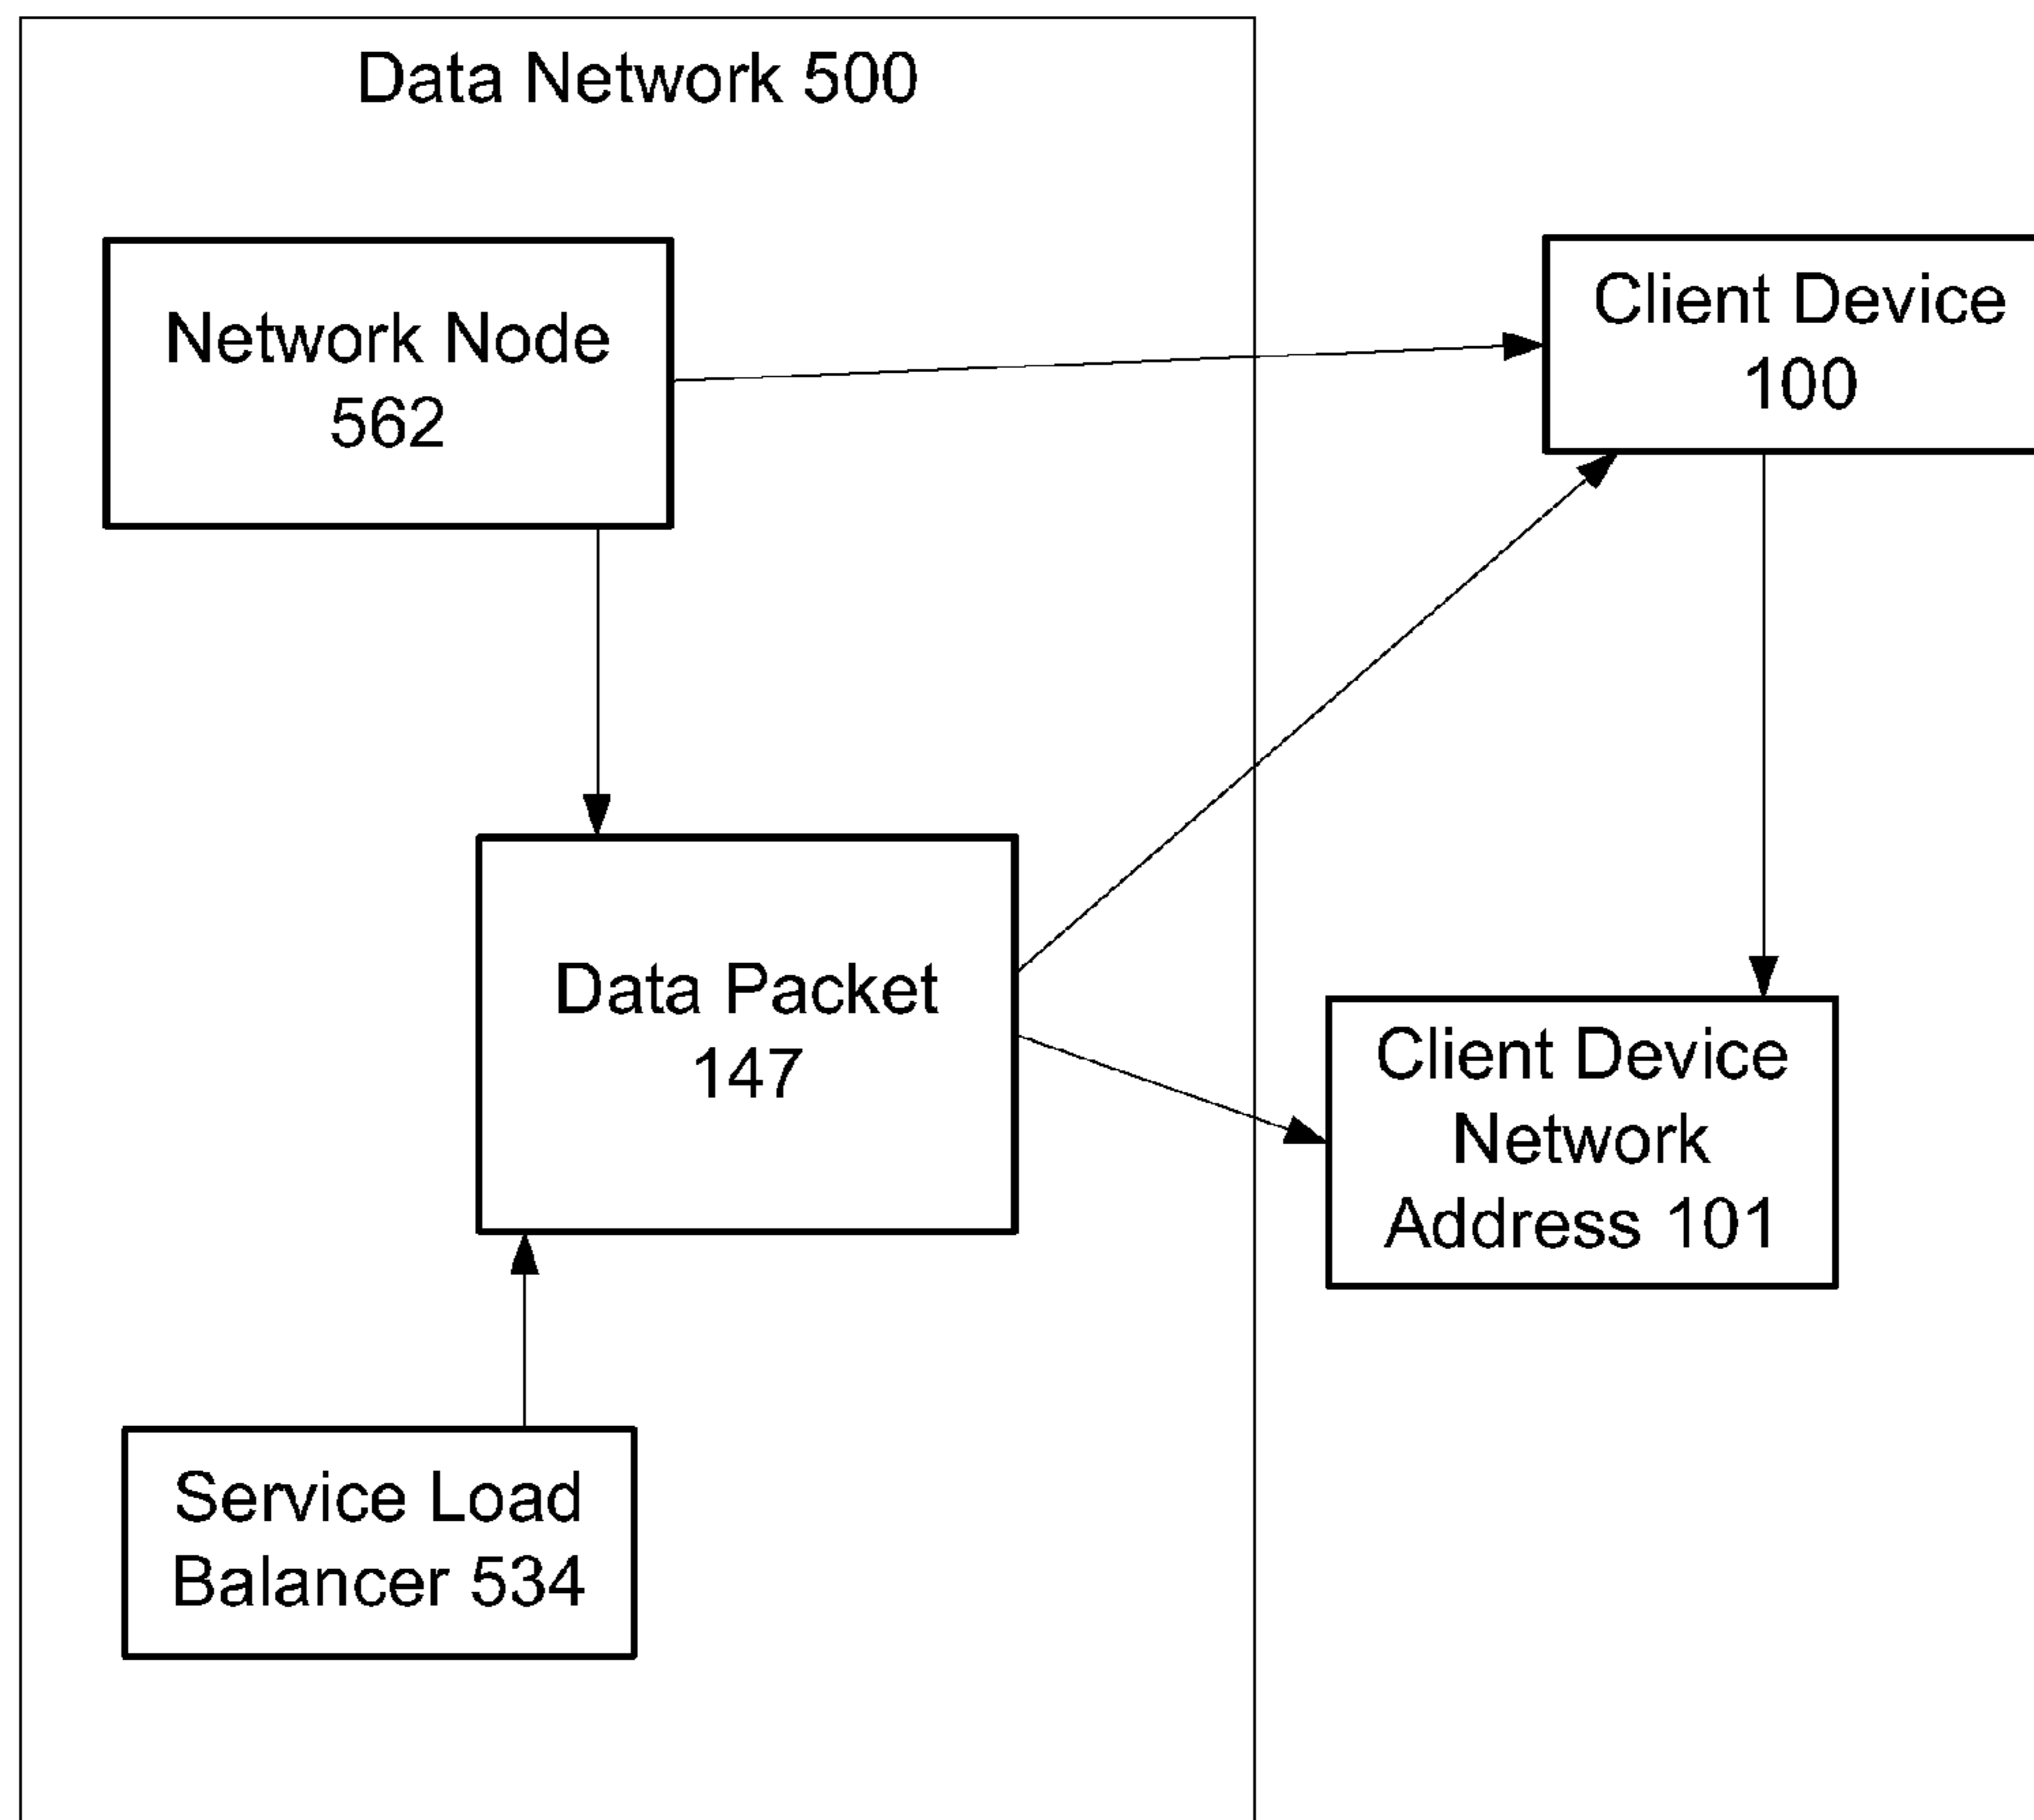 Data Network 500
Network Node
562
Client Device
100
Data Packet
147
Client Device
Network
Address 101
Service Load
Balancer 534